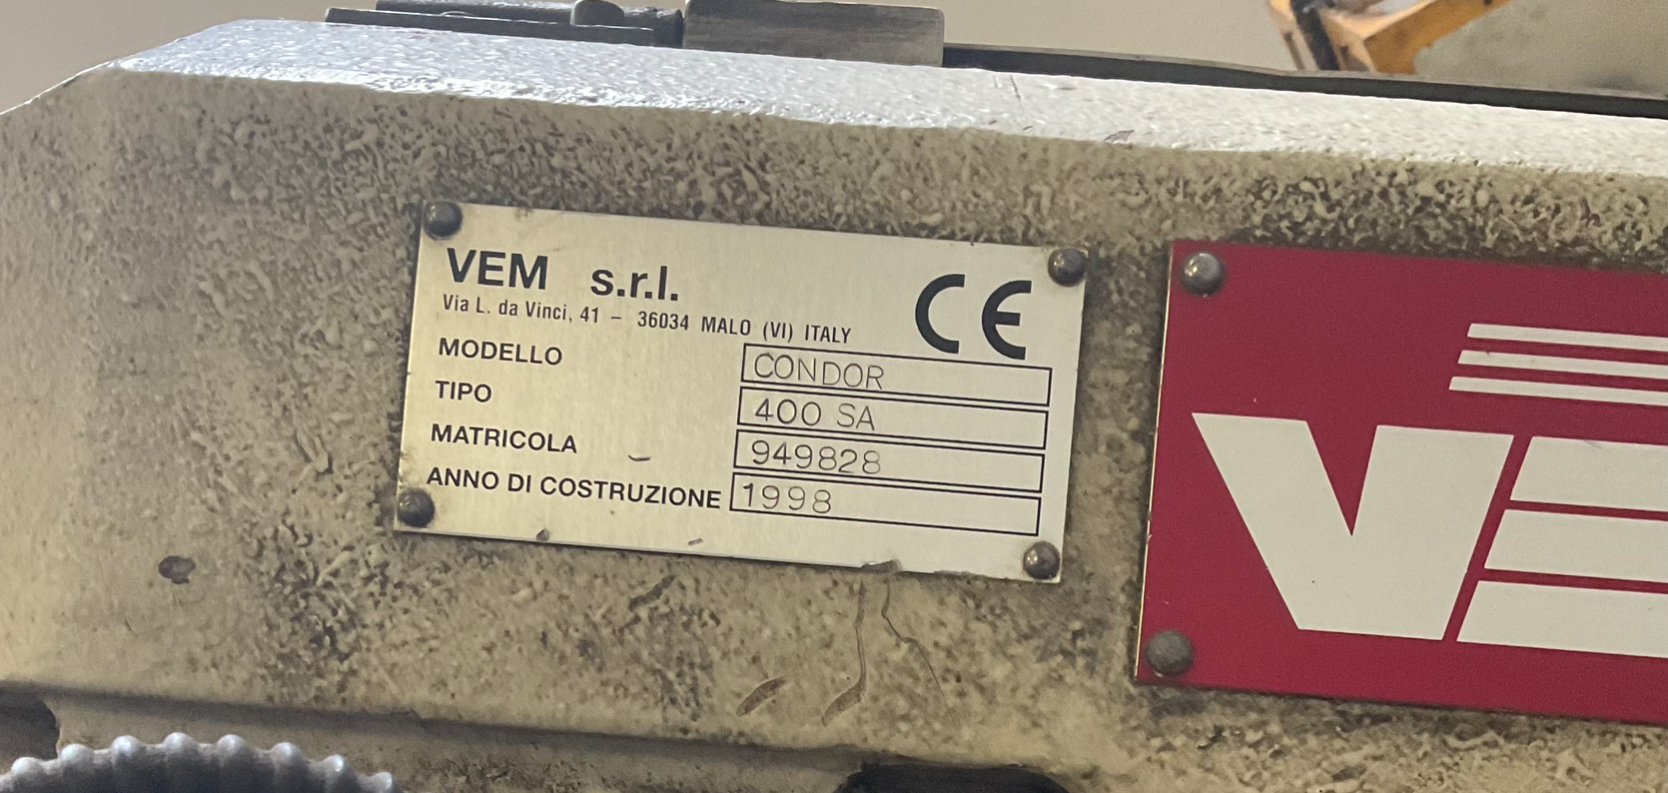 VEM s.r.l.
Via L. da Vinci, 41 – 36034 MALO (VI) ITALY
CE
MODELLO CONDOR
TIPO 400 SA
MATRICOLA 949828
ANNO DI COSTRUZIONE 1998